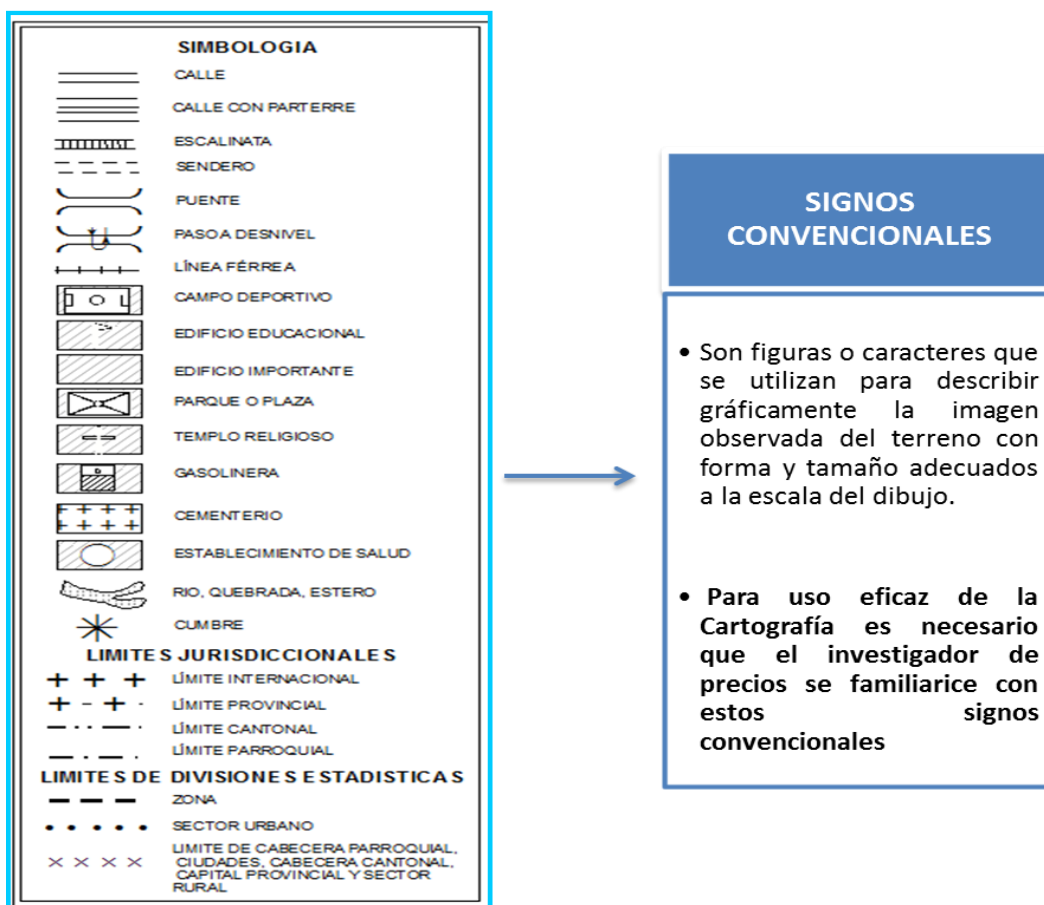 SIMBOLOGIA
CALLE
CALLE CON PARTERRE
ESCALINATA
SENDERO
PUENTE
PASO A DESNIVEL
LÍNEA FÉRREA
CAMPO DEPORTIVO
EDIFICIO EDUCACIONAL
EDIFICIO IMPORTANTE
PARQUE O PLAZA
TEMPLO RELIGIOSO
GASOLINERA
CEMENTERIO
ESTABLECIMIENTO DE SALUD
RIO, QUEBRADA, ESTERO
CUMBRE
LIMITES JURISDICCIONALES
LÍMITE INTERNACIONAL
LÍMITE PROVINCIAL
LÍMITE CANTONAL
LÍMITE PARROQUIAL
LIMITES DE DIVISIONES ESTADISTICAS
ZONA
SECTOR URBANO
LIMITE DE CABECERA PARROQUIAL,
CIUDADES, CABECERA CANTONAL,
CAPITAL PROVINCIAL Y SECTOR
RURAL
SIGNOS
CONVENCIONALES
• Son figuras o caracteres que
se utilizan para describir
gráficamente la imagen
observada del terreno con
forma y tamaño adecuados
a la escala del dibujo.
• Para uso eficaz de la
Cartografía es necesario
que el investigador de
precios se familiarice con
estos signos
convencionales